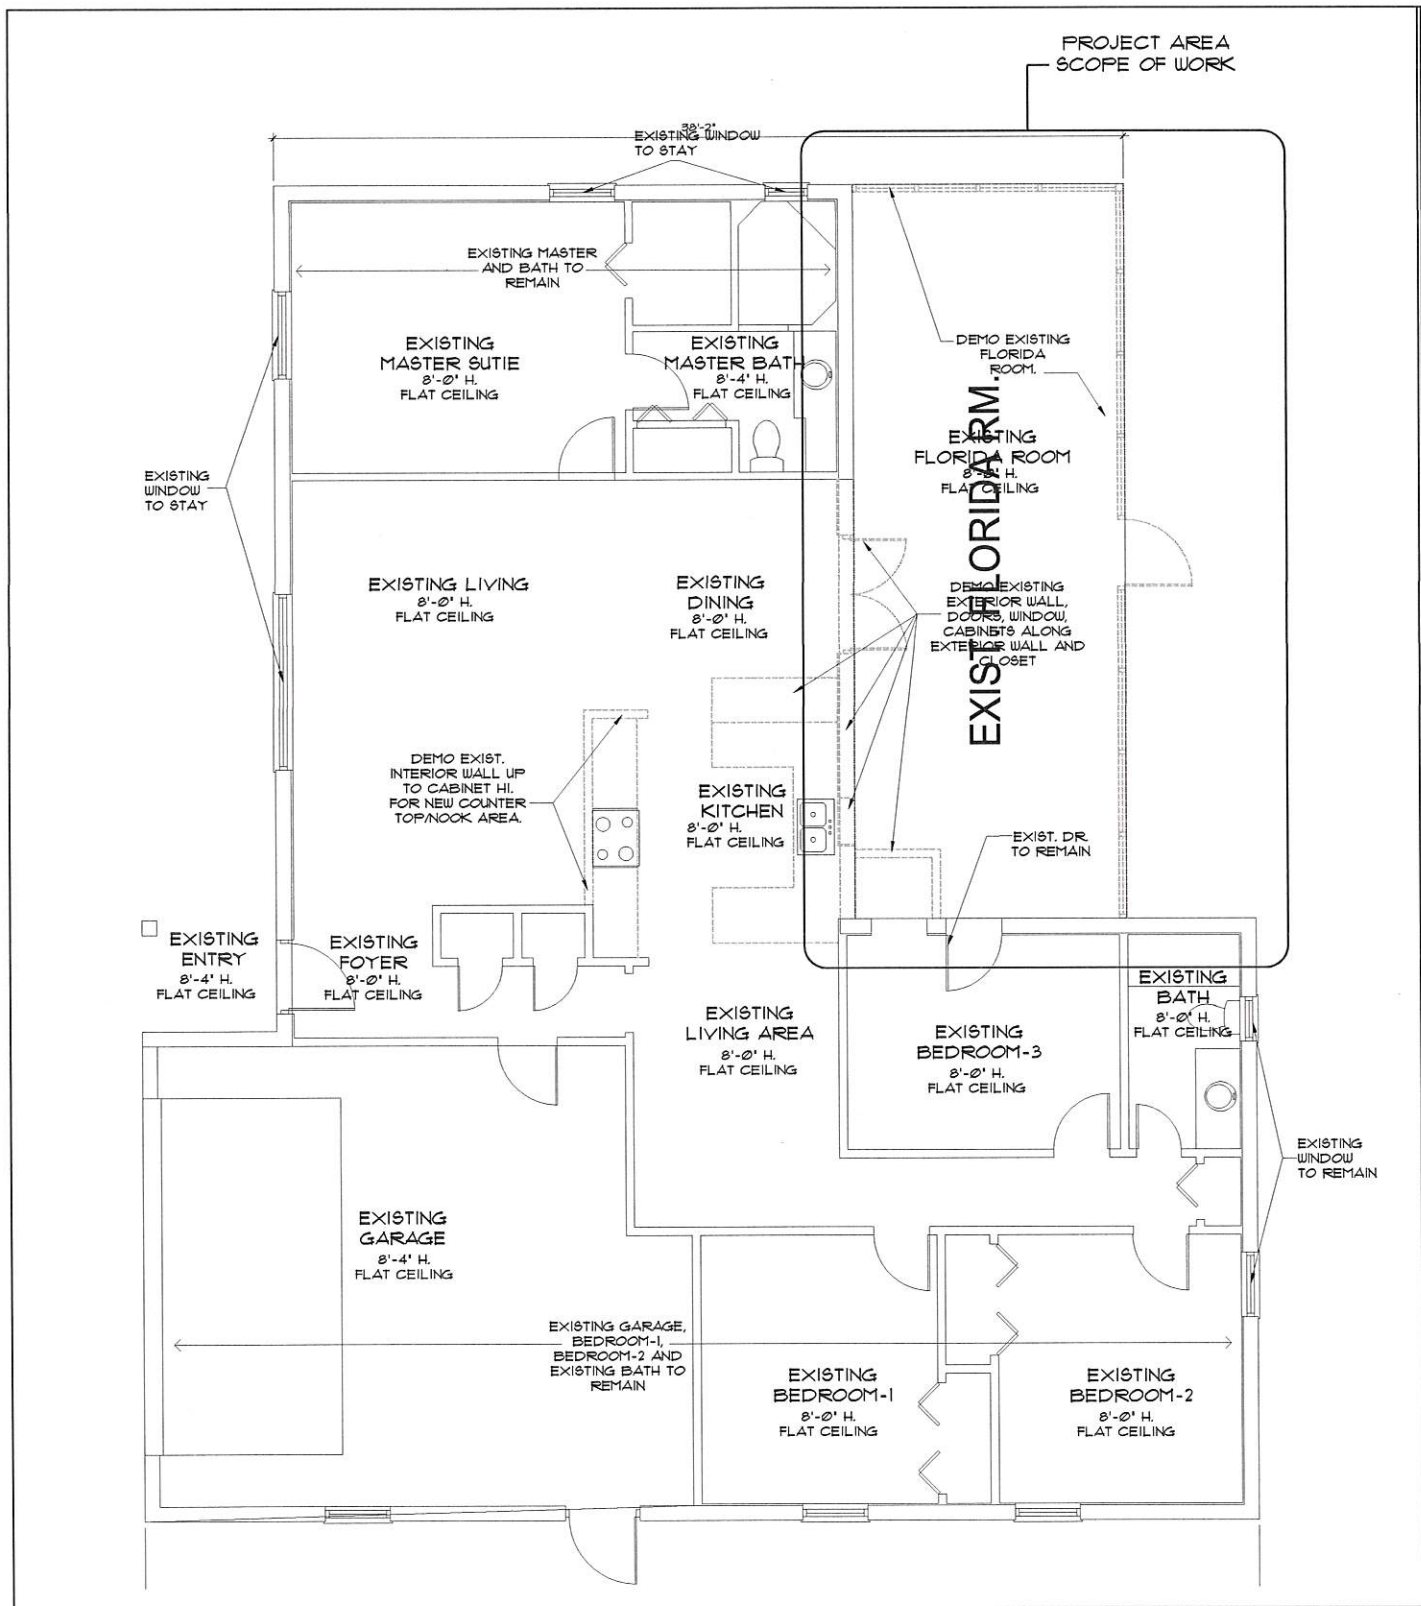 PROJECT AREA
SCOPE OF WORK
38'-2"
EXISTING WINDOW
TO STAY
EXISTING MASTER
AND BATH TO
REMAIN
EXISTING
MASTER SUTIE
8'-0" H.
FLAT CEILING
EXISTING
MASTER BATH
8'-4" H.
FLAT CEILING
DEMO EXISTING
FLORIDA
ROOM.
EXISTING
FLORIDA ROOM
H.
FLAT CEILING
EXIST. FLORIDA RM.
EXISTING
WINDOW
TO STAY
EXISTING LIVING
8'-0" H.
FLAT CEILING
EXISTING
DINING
8'-0" H.
FLAT CEILING
DEMO EXISTING
EXTERIOR WALL,
DOORS, WINDOW,
CABINETS ALONG
EXTERIOR WALL AND
CLOSET
DEMO EXIST.
INTERIOR WALL UP
TO CABINET HI.
FOR NEW COUNTER
TOP/NOOK AREA.
EXISTING
KITCHEN
8'-0" H.
FLAT CEILING
EXIST. DR.
TO REMAIN
EXISTING
ENTRY
8'-4" H.
FLAT CEILING
EXISTING
FOYER
8'-0" H.
FLAT CEILING
EXISTING
LIVING AREA
8'-0" H.
FLAT CEILING
EXISTING
BEDROOM-3
8'-0" H.
FLAT CEILING
EXISTING
BATH
8'-0" H.
FLAT CEILING
EXISTING
WINDOW
TO REMAIN
EXISTING
GARAGE
8'-4" H.
FLAT CEILING
EXISTING GARAGE,
BEDROOM-1,
BEDROOM-2 AND
EXISTING BATH TO
REMAIN
EXISTING
BEDROOM-1
8'-0" H.
FLAT CEILING
EXISTING
BEDROOM-2
8'-0" H.
FLAT CEILING